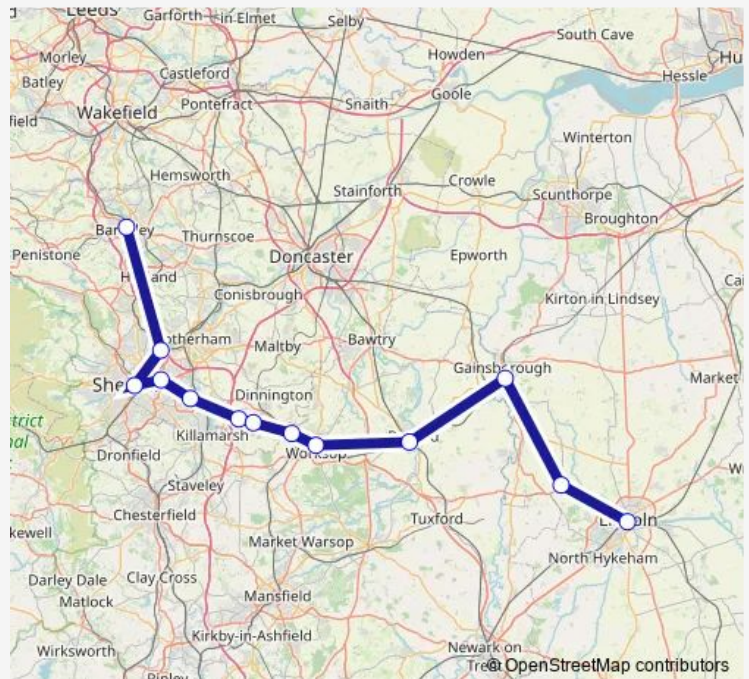 Leeds
Garforth
in Elmet
Selby
South Cave
Morley
Howden
Castleford
Batley
Hessle
Pontefract
Snaith
Goole
Wakefield
Winterton
Hemsworth
Crowle
Stainforth
Scunthorpe
Broughton
Thurnscoe
Penistone
Doncaster
Epworth
Conisbrough
Kirton in Lindsey
Maltby
Bawtry
Gainsborough
Market
Dinnington
Killamarsh
Worksop
Dronfield
Staveley
Chesterfield
Tuxford
Lincoln
Market Warsop
North Hykeham
Darley Dale
Clay Cross
Matlock
Mansfield
Kirkby-in-Ashfield
Wirksworth
Newark on
© OpenStreetMap contributors